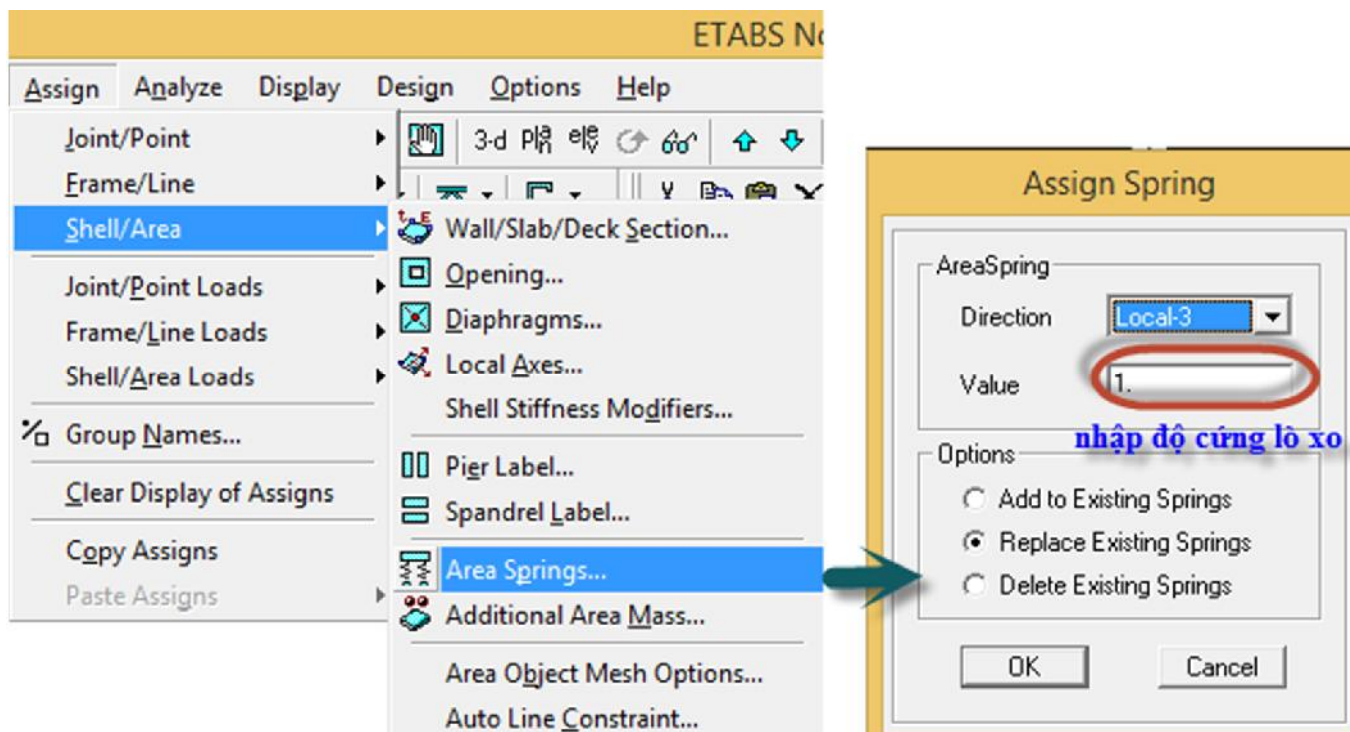 ETABS No
Assign Analyze Display Design Options Help
Joint/Point
Frame/Line
Shell/Area
Joint/Point Loads
Frame/Line Loads
Shell/Area Loads
Group Names...
Clear Display of Assigns
Copy Assigns
Paste Assigns
3-d
Wall/Slab/Deck Section...
Opening...
Diaphragms...
Local Axes...
Shell Stiffness Modifiers...
Pier Label...
Spandrel Label...
Area Springs...
Additional Area Mass...
Area Object Mesh Options...
Auto Line Constraint...
Assign Spring
AreaSpring
Direction Local-3
Value 1.
nhập độ cứng lò xo
Options
Add to Existing Springs
Replace Existing Springs
Delete Existing Springs
OK Cancel